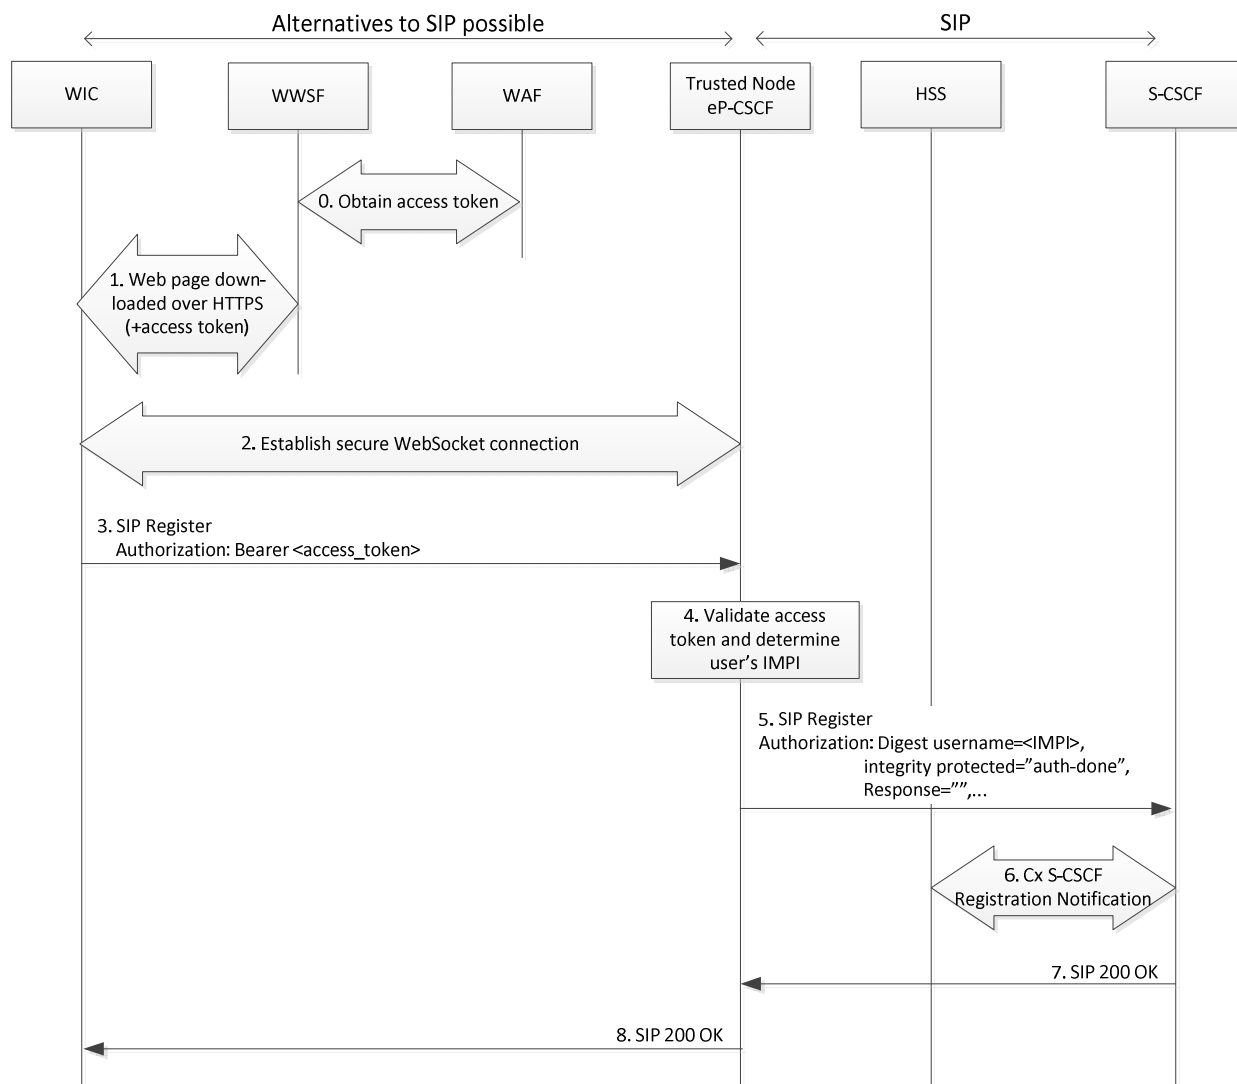 Alternatives to SIP possible
SIP
WIC
WWSF
WAF
Trusted Node
eP-CSCF
HSS
S-CSCF
0. Obtain access token
1. Web page down-
loaded over HTTPS
(+access token)
2. Establish secure WebSocket connection
3. SIP Register
Authorization: Bearer <access_token>
4. Validate access
token and determine
user’s IMPI
5. SIP Register
Authorization: Digest username=<IMPI>,
integrity protected=”auth-done”,
Response=””,...
6. Cx S-CSCF
Registration Notification
7. SIP 200 OK
8. SIP 200 OK